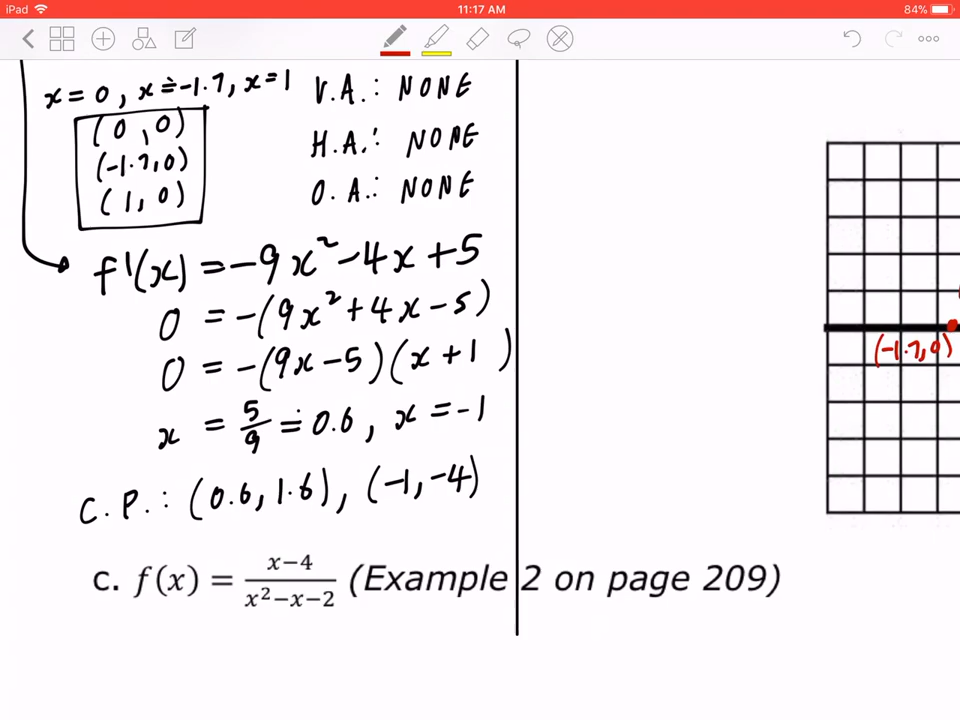 iPad 11:17 AM 84%
x = 0 , x ≐ -1.7, x = 1
(0 , 0)
(-1.7, 0)
(1, 0)
V.A.: NONE
H.A.: NONE
O.A.: NONE
f'(x) = -9x² - 4x + 5
0 = -(9x² + 4x - 5)
0 = -(9x - 5)(x + 1)
x = 5/9 ≐ 0.6, x = -1
C.P.: (0.6, 1.6), (-1, -4)
c. f(x) = x−4 / x²−x−2 (Example 2 on page 209)
(-1.7, 0)